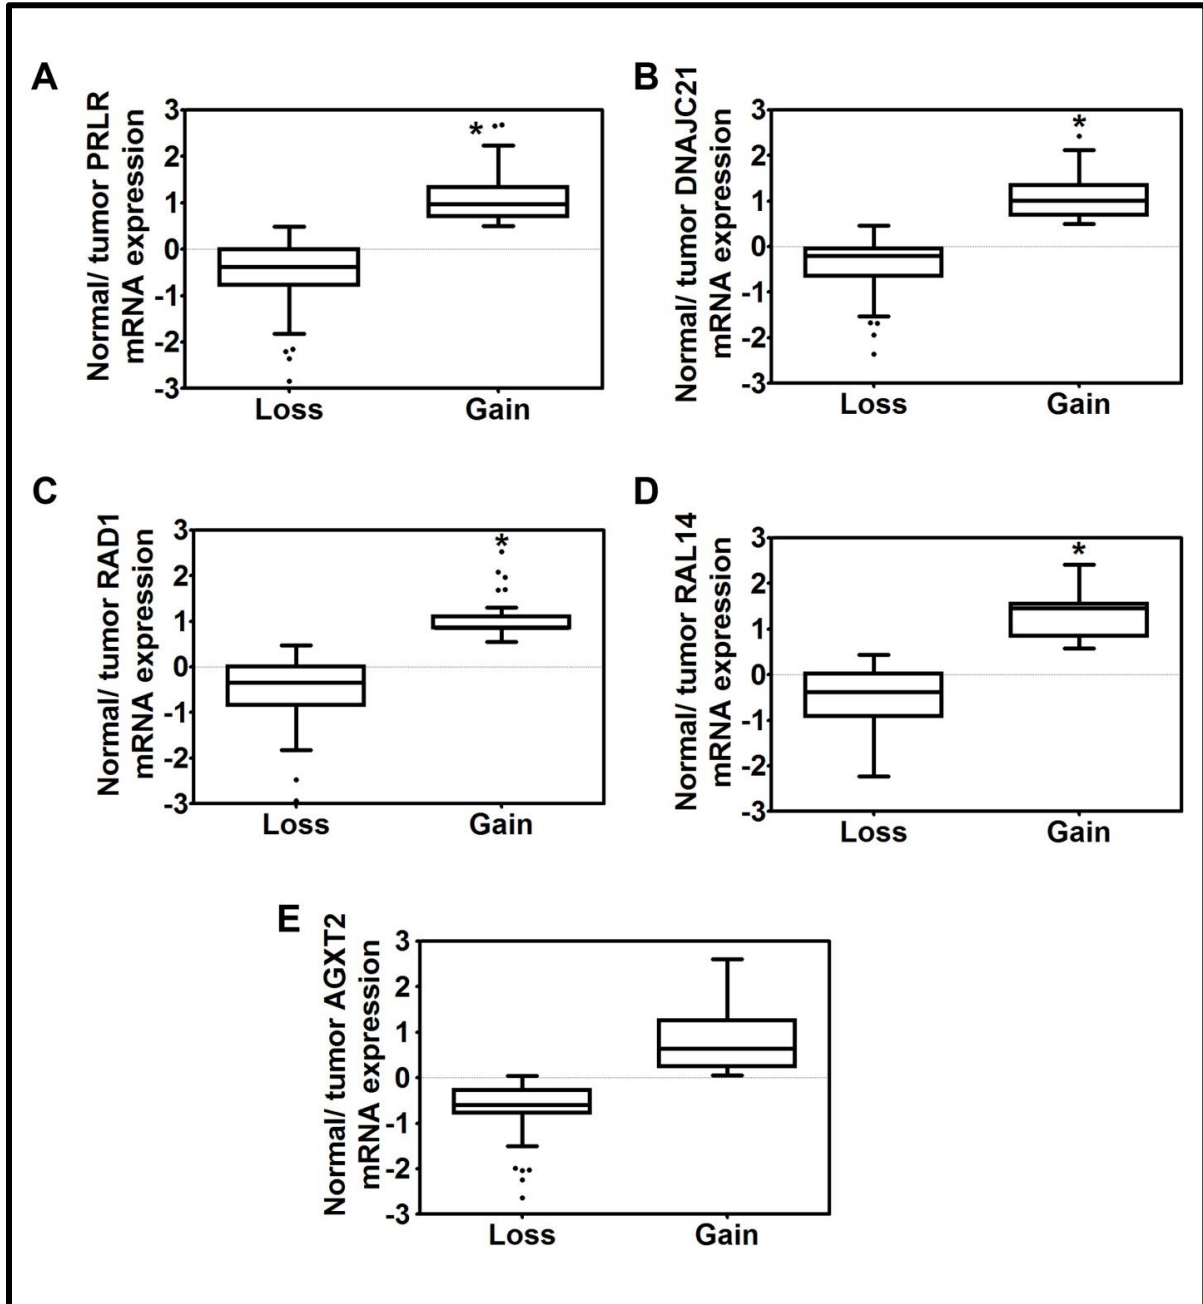 A
Normal/ tumor PRLR
mRNA expression
3
2
1
0
-1
-2
-3
*
Loss
Gain
B
Normal/ tumor DNAJC21
mRNA expression
3
2
1
0
-1
-2
-3
*
Loss
Gain
C
Normal/ tumor RAD1
mRNA expression
3
2
1
0
-1
-2
-3
*
Loss
Gain
D
Normal/ tumor RAL14
mRNA expression
3
2
1
0
-1
-2
-3
*
Loss
Gain
E
Normal/ tumor AGXT2
mRNA expression
3
2
1
0
-1
-2
-3
Loss
Gain